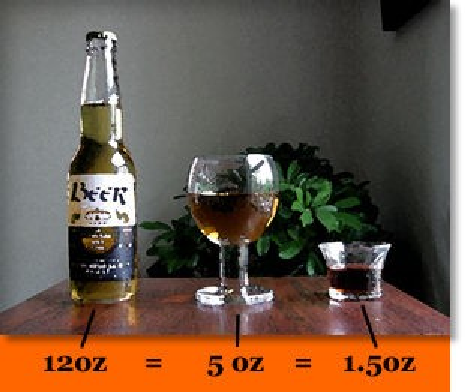 BEER
12oz = 5 oz = 1.5oz